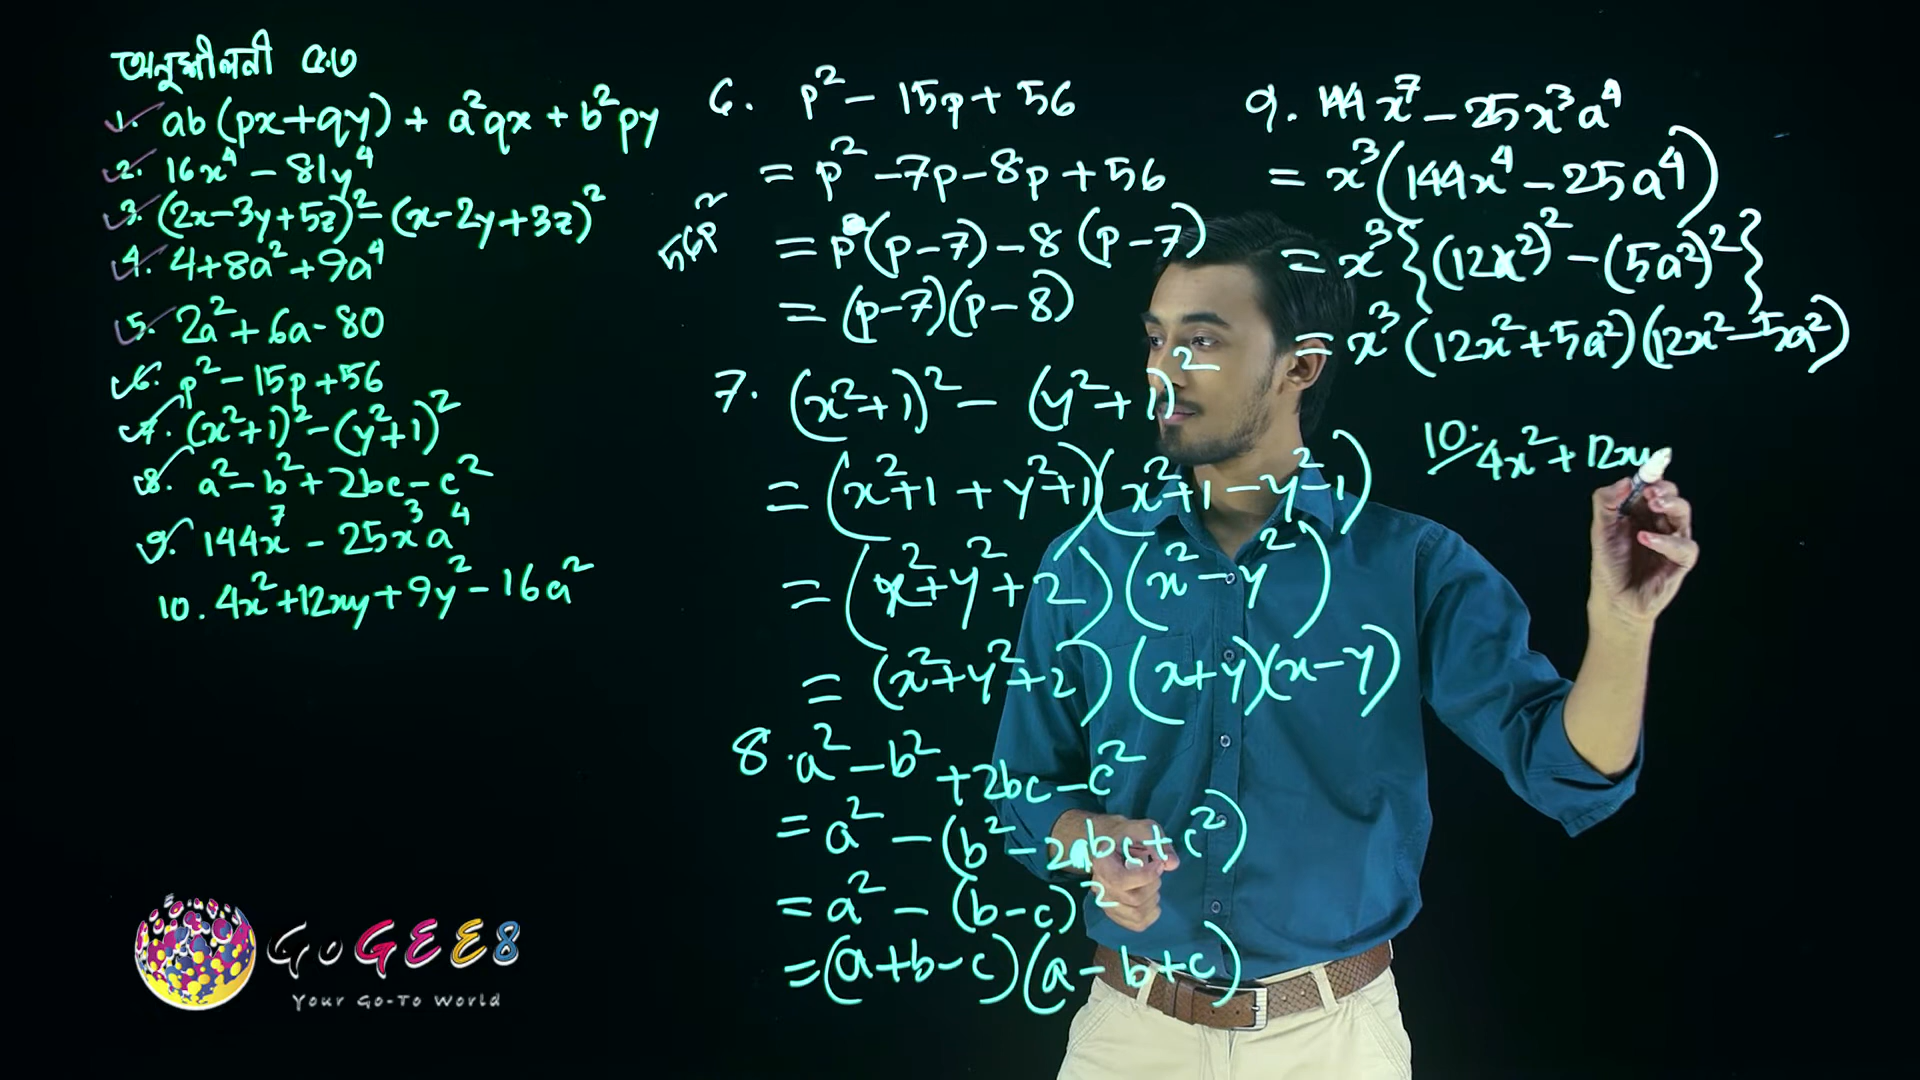 অনুশীলনী ৫.৩
1. ab(px+qy) + a²qx + b²py
2. 16x⁴ − 81y⁴
3. (2x−3y+5z)² − (x−2y+3z)²
4. 4+8a²+9a⁴
5. 2a²+6a−80
6. p²−15p+56
7. (x²+1)²−(y²+1)²
8. a²−b²+2bc−c²
9. 144x⁷ − 25x³a⁴
10. 4x²+12xy+9y²−16a²
6. p² − 15p + 56
= p² − 7p − 8p + 56
56p²
= p(p−7) − 8(p−7)
= (p−7)(p−8)
7. (x²+1)² − (y²+1)²
= (x²+1 + y²+1)(x²+1−y²−1)
= (x²+y²+2)(x²−y²)
= (x²+y²+2)(x+y)(x−y)
8. a² − b² + 2bc − c²
= a² − (b² − 2bc + c²)
= a² − (b−c)²
= (a+b−c)(a−b+c)
9. 144x⁷ − 25x³a⁴
= x³(144x⁴ − 25a⁴)
= x³{(12x²)² − (5a²)²}
= x³(12x²+5a²)(12x²−5a²)
10. 4x² + 12xy
GoGEE8
Your Go-To World